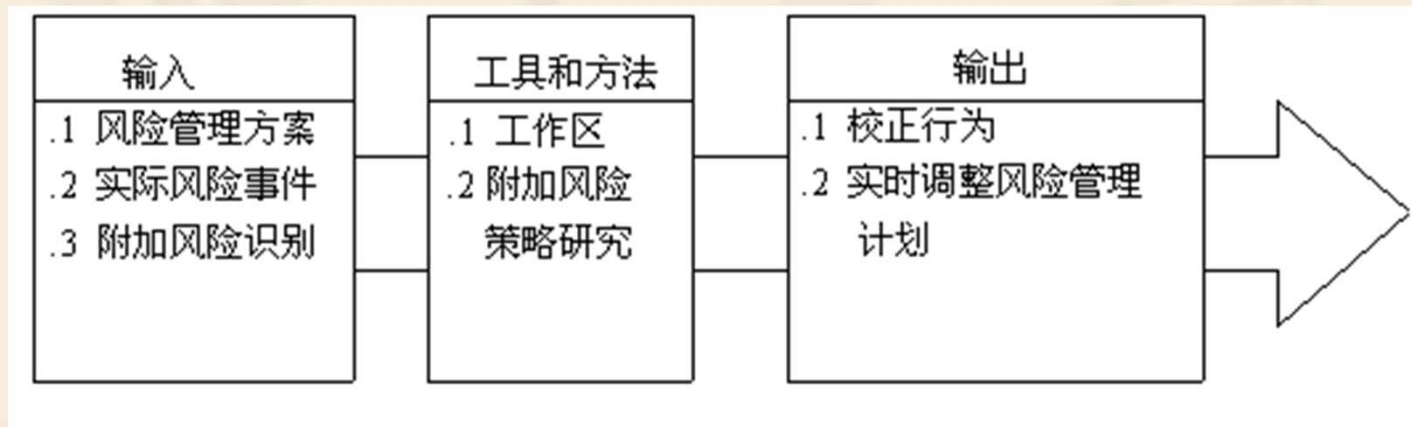 输入
.1 风险管理方案
.2 实际风险事件
.3 附加风险识别
工具和方法
.1 工作区
.2 附加风险
策略研究
输出
.1 校正行为
.2 实时调整风险管理
计划